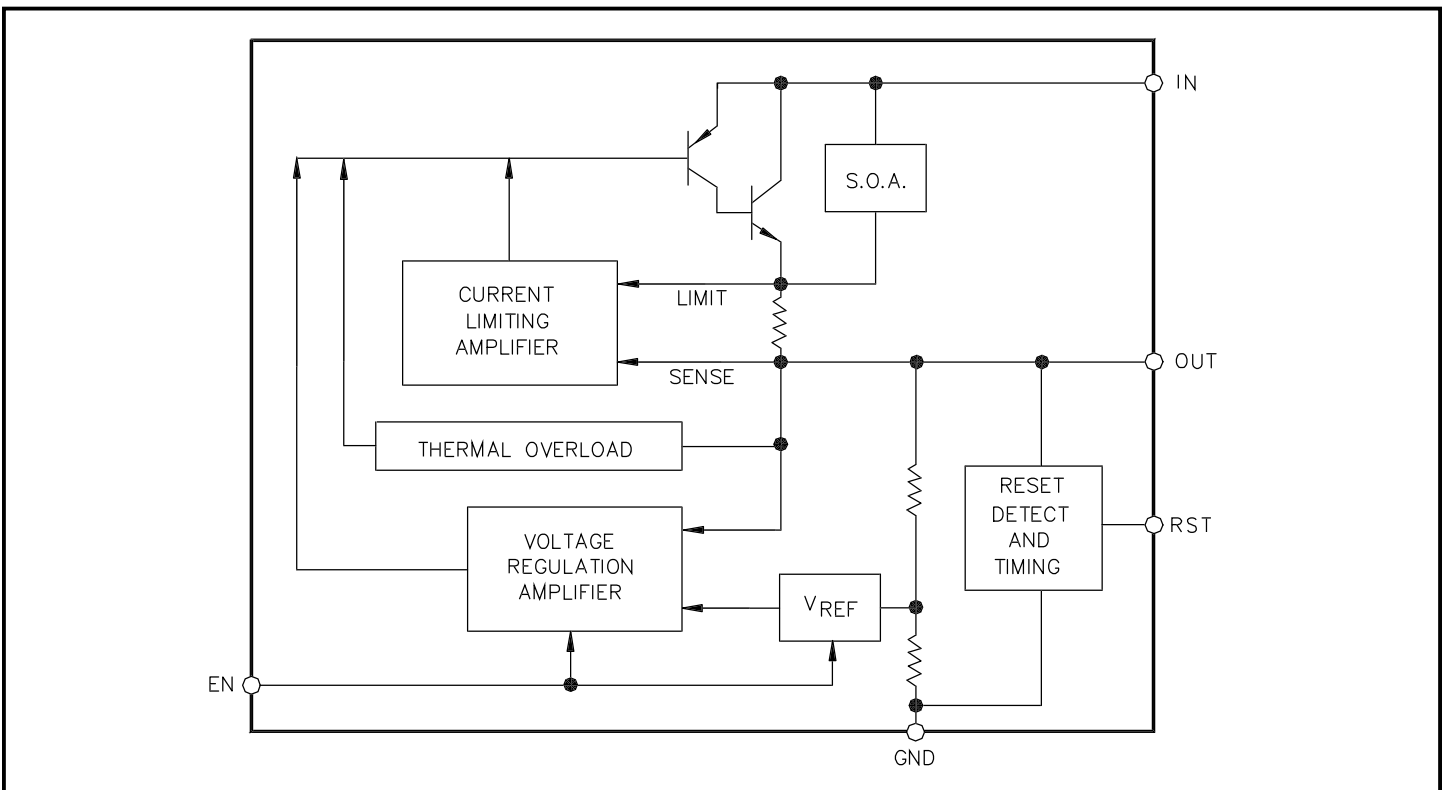 IN
S.O.A.
CURRENT
LIMITING
AMPLIFIER
LIMIT
SENSE
OUT
THERMAL OVERLOAD
RESET
DETECT
AND
TIMING
RST
VOLTAGE
REGULATION
AMPLIFIER
VREF
EN
GND